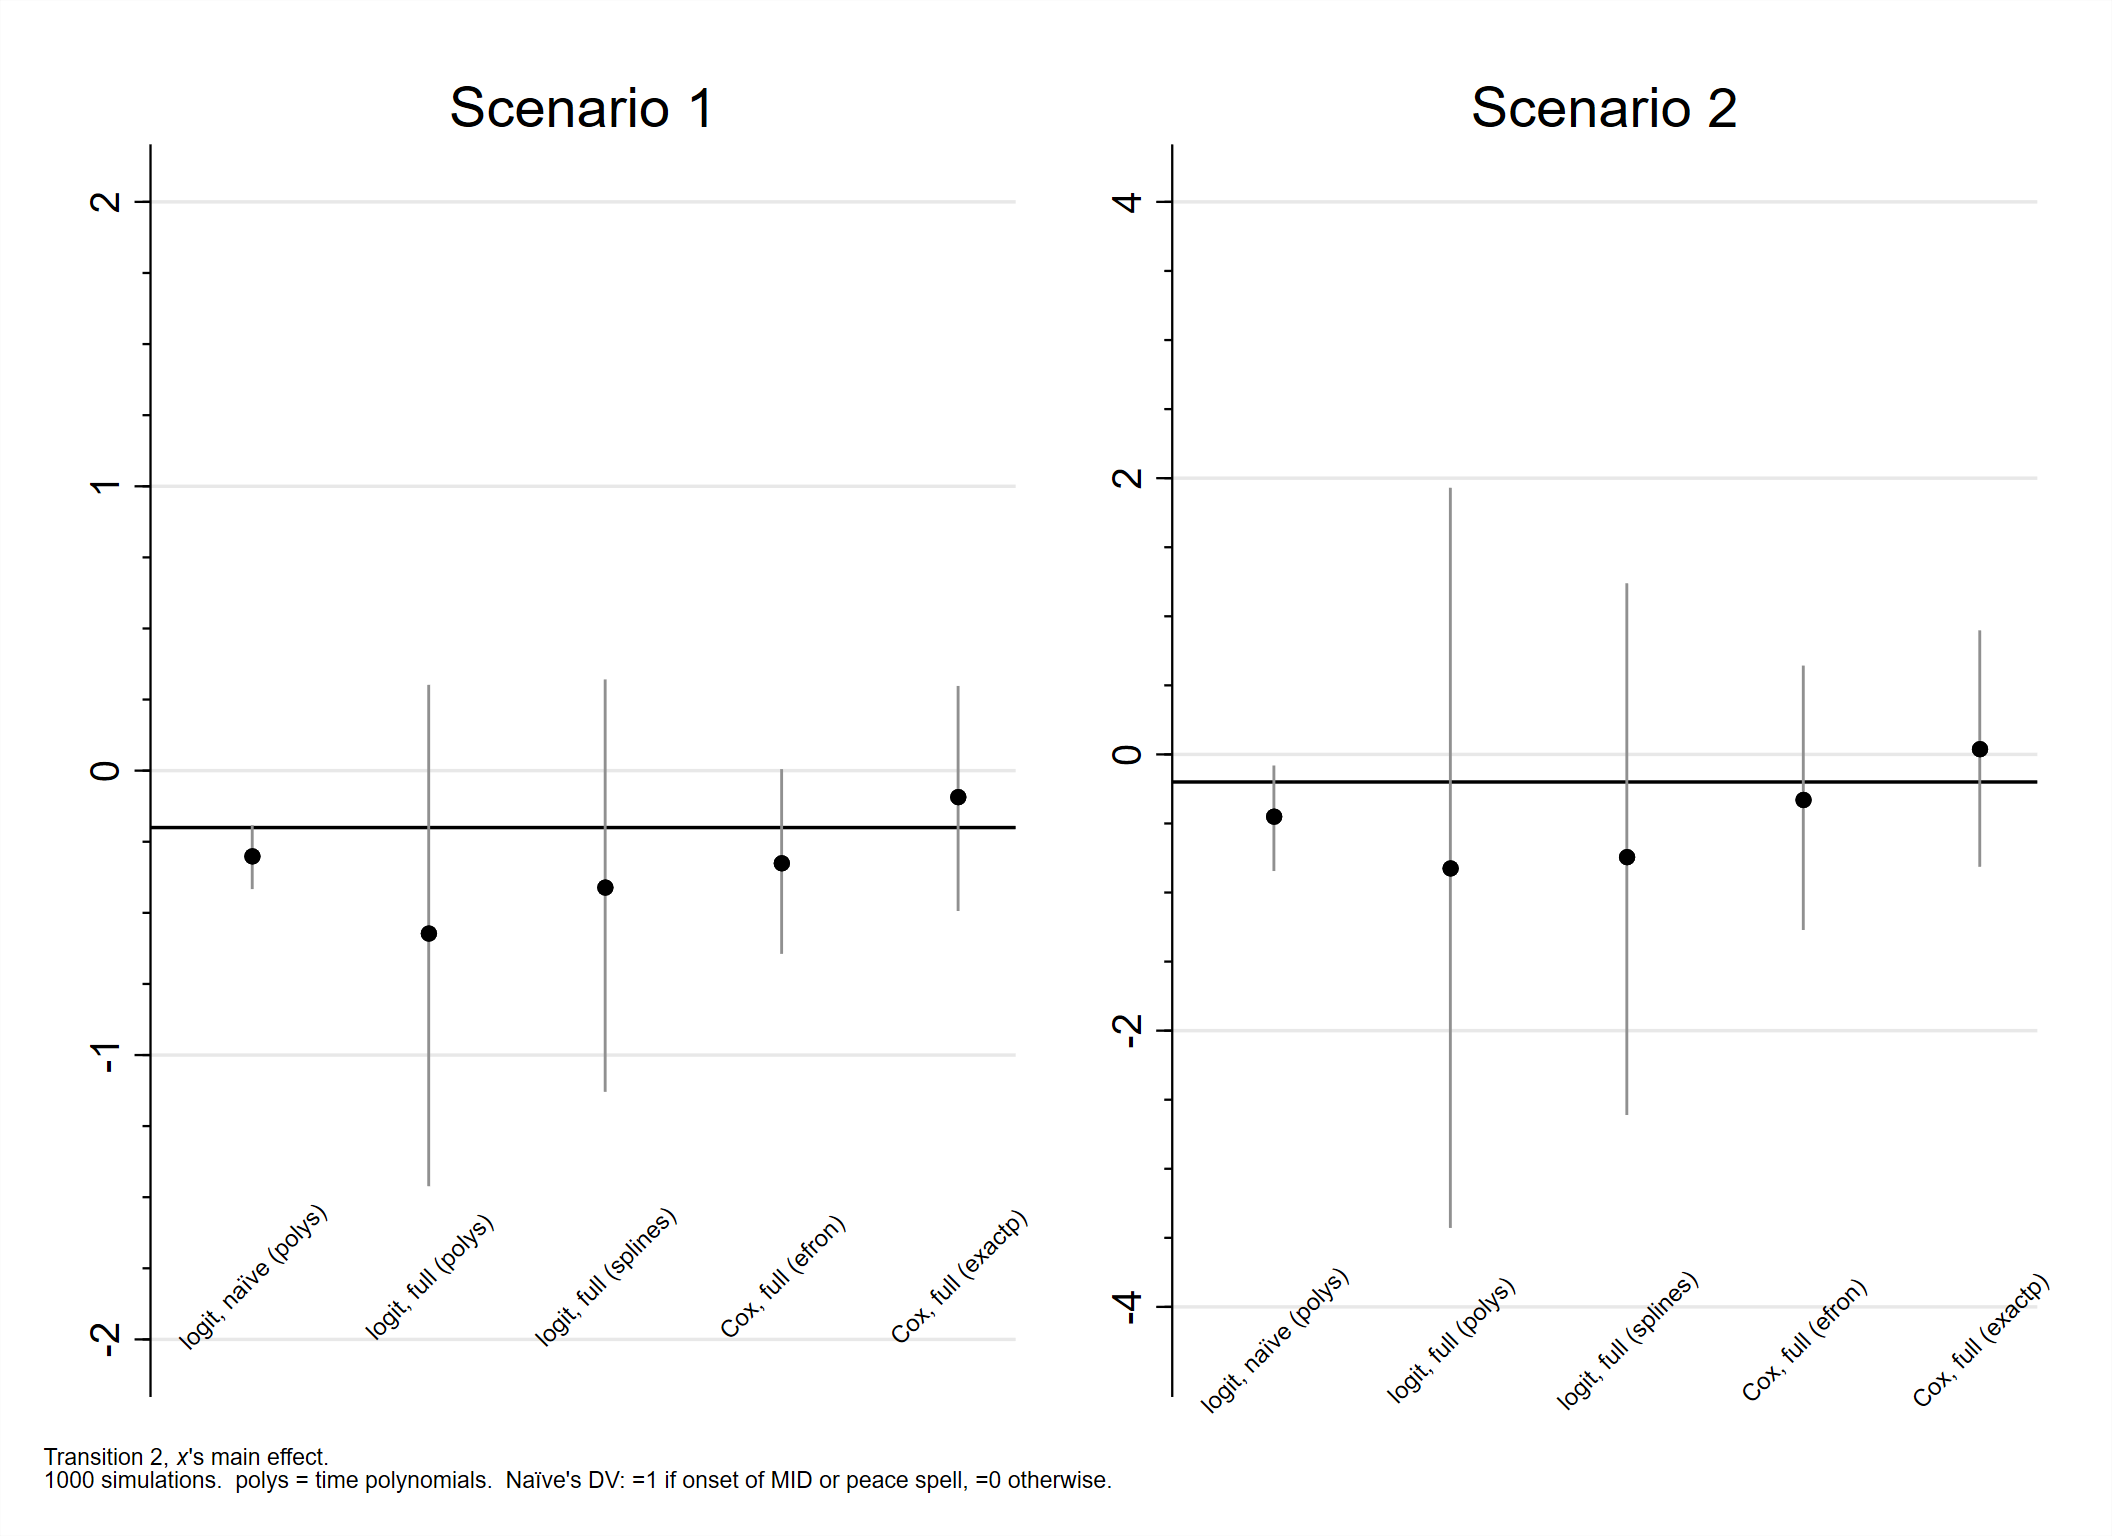 Scenario 1
2
1
0
-1
-2
logit, naïve (polys)
logit, full (polys)
logit, full (splines)
Cox, full (efron)
Cox, full (exactp)
Scenario 2
4
2
0
-2
-4
logit, naïve (polys)
logit, full (polys)
logit, full (splines)
Cox, full (efron)
Cox, full (exactp)
Transition 2, x's main effect.
1000 simulations.  polys = time polynomials.  Naïve's DV: =1 if onset of MID or peace spell, =0 otherwise.